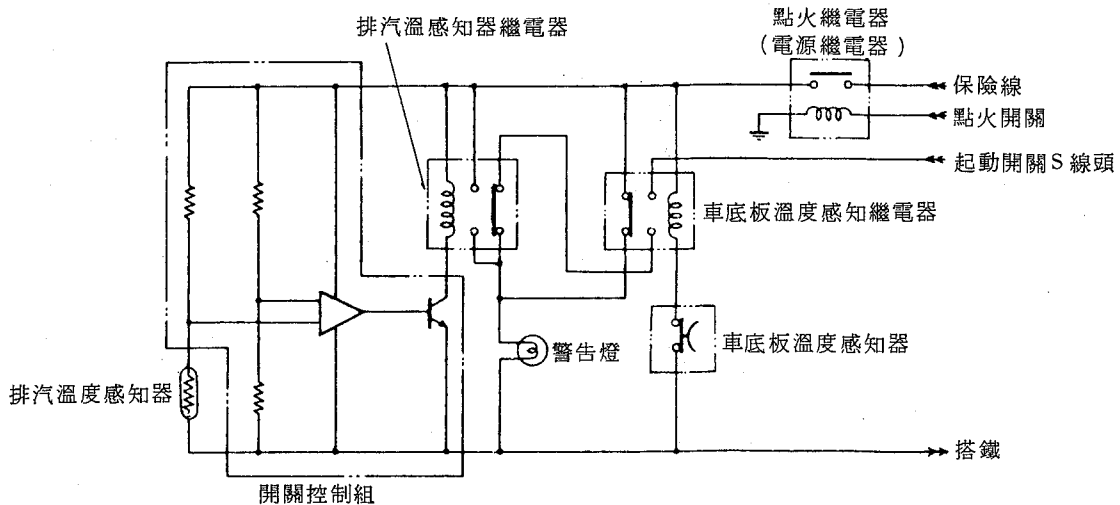 排汽溫感知器繼電器
點火繼電器
(電源繼電器)
保險線
點火開關
起動開關S線頭
車底板溫度感知繼電器
車底板溫度感知器
警告燈
排汽溫度感知器
搭鐵
開關控制組